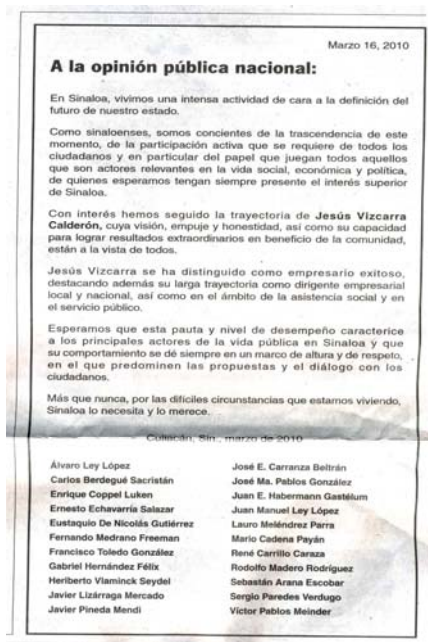 Marzo 16, 2010
A la opinión pública nacional:
En Sinaloa, vivimos una intensa actividad de cara a la definición del
futuro de nuestro estado.
Como sinaloenses, somos concientes de la trascendencia de este
momento, de la participación activa que se requiere de todos los
ciudadanos y en particular del papel que juegan todos aquellos
que son actores relevantes en la vida social, económica y política,
de quienes esperamos tengan siempre presente el interés superior
de Sinaloa.
Con interés hemos seguido la trayectoria de Jesús Vizcarra
Calderón, cuya visión, empuje y honestidad, así como su capacidad
para lograr resultados extraordinarios en beneficio de la comunidad,
están a la vista de todos.
Jesús Vizcarra se ha distinguido como empresario exitoso,
destacando además su larga trayectoria como dirigente empresarial
local y nacional, así como en el ámbito de la asistencia social y en
el servicio público.
Esperamos que esta pauta y nivel de desempeño caracterice
a los principales actores de la vida pública en Sinaloa y que
su comportamiento se dé siempre en un marco de altura y de respeto,
en el que predominen las propuestas y el diálogo con los
ciudadanos.
Más que nunca, por las difíciles circunstancias que estamos viviendo,
Sinaloa lo necesita y lo merece.
Culiacán, Sin., marzo de 2010
Álvaro Ley López
Carlos Berdegué Sacristán
Enrique Coppel Luken
Ernesto Echavarría Salazar
Eustaquio De Nicolás Gutiérrez
Fernando Medrano Freeman
Francisco Toledo González
Gabriel Hernández Félix
Heriberto Vlaminck Seydel
Javier Lizárraga Mercado
Javier Pineda Mendi
José E. Carranza Beltrán
José Ma. Pablos González
Juan E. Habermann Gastélum
Juan Manuel Ley López
Lauro Meléndrez Parra
Mario Cadena Payán
René Carrillo Caraza
Rodolfo Madero Rodríguez
Sebastán Arana Escobar
Sergio Paredes Verdugo
Víctor Pablos Meinder